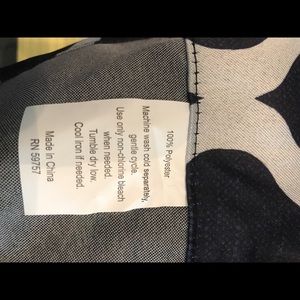 100% Polyester
Machine wash cold separately,
gentle cycle.
Use only non-chlorine bleach
when needed.
Tumble dry low.
Cool iron if needed.
Made in China
RN 59757